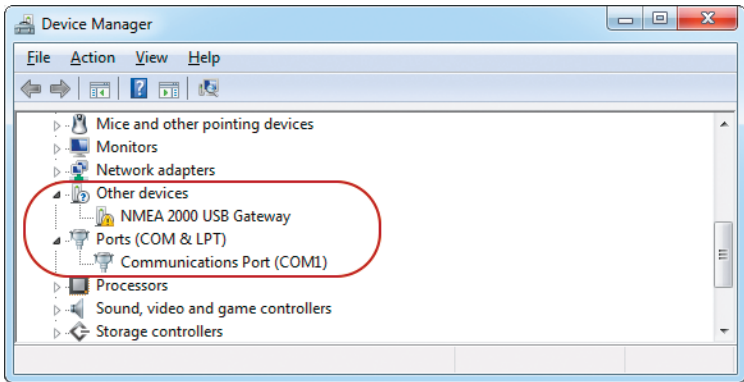 Device Manager
File Action View Help
Mice and other pointing devices
Monitors
Network adapters
Other devices
NMEA 2000 USB Gateway
Ports (COM & LPT)
Communications Port (COM1)
Processors
Sound, video and game controllers
Storage controllers